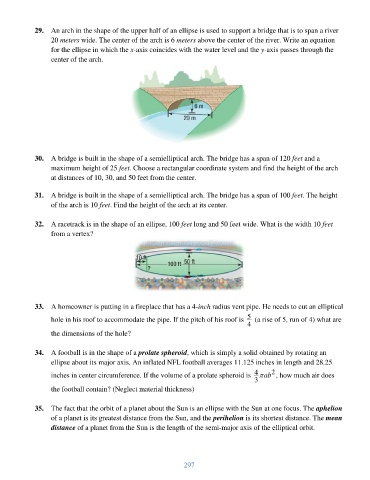 29. An arch in the shape of the upper half of an ellipse is used to support a bridge that is to span a river
20 meters wide. The center of the arch is 6 meters above the center of the river. Write an equation
for the ellipse in which the x-axis coincides with the water level and the y-axis passes through the
center of the arch.
6 m
20 m
30. A bridge is built in the shape of a semielliptical arch. The bridge has a span of 120 feet and a
maximum height of 25 feet. Choose a rectangular coordinate system and find the height of the arch
at distances of 10, 30, and 50 feet from the center.
31. A bridge is built in the shape of a semielliptical arch. The bridge has a span of 100 feet. The height
of the arch is 10 feet. Find the height of the arch at its center.
32. A racetrack is in the shape of an ellipse, 100 feet long and 50 feet wide. What is the width 10 feet
from a vertex?
10 ft
100 ft 50 ft
?
33. A homeowner is putting in a fireplace that has a 4-inch radius vent pipe. He needs to cut an elliptical
hole in his roof to accommodate the pipe. If the pitch of his roof is 5/4 (a rise of 5, run of 4) what are
the dimensions of the hole?
34. A football is in the shape of a prolate spheroid, which is simply a solid obtained by rotating an
ellipse about its major axis. An inflated NFL football averages 11.125 inches in length and 28.25
inches in center circumference. If the volume of a prolate spheroid is 4/3 πab², how much air does
the football contain? (Neglect material thickness)
35. The fact that the orbit of a planet about the Sun is an ellipse with the Sun at one focus. The aphelion
of a planet is its greatest distance from the Sun, and the perihelion is its shortest distance. The mean
distance of a planet from the Sun is the length of the semi-major axis of the elliptical orbit.
297